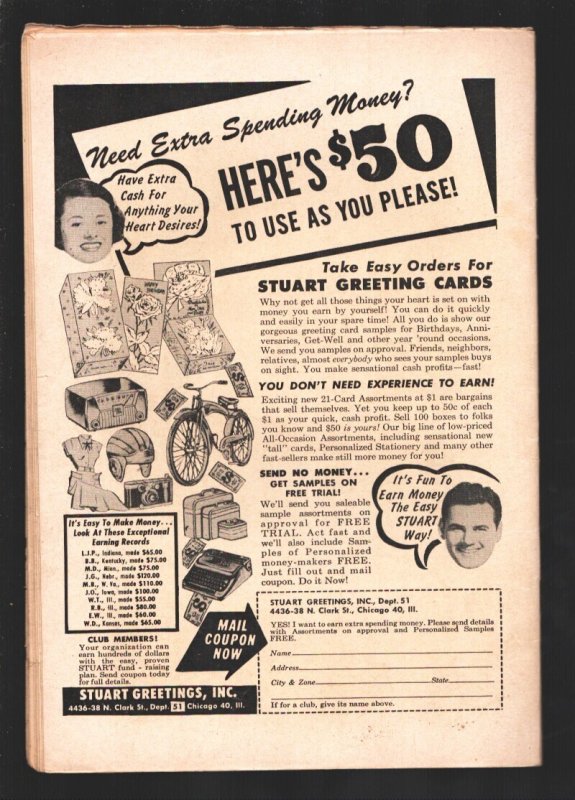 Need Extra Spending Money?
HERE'S $50
TO USE AS YOU PLEASE!
Have Extra
Cash For
Anything Your
Heart Desires!
Take Easy Orders For
STUART GREETING CARDS
Why not get all those things your heart is set on with
money you earn by yourself! You can do it quickly
and easily in your spare time! All you do is show our
gorgeous greeting card samples for Birthdays, Anni-
versaries, Get-Well and other year 'round occasions.
We send you samples on approval. Friends, neighbors,
relatives, almost everybody who sees your samples buys
on sight. You make sensational cash profits—fast!
YOU DON'T NEED EXPERIENCE TO EARN!
Exciting new 21-Card Assortments at $1 are bargains
that sell themselves. Yet you keep up to 50c of each
$1 as your quick, cash profit. Sell 100 boxes to folks
you know and $50 is yours! Our big line of low-priced
All-Occasion Assortments, including sensational new
"tall" cards, Personalized Stationery and many other
fast-sellers make still more money for you!
SEND NO MONEY...
GET SAMPLES ON
FREE TRIAL!
We'll send you saleable
sample assortments on
approval for FREE
TRIAL. Act fast and
we'll also include Sam-
ples of Personalized
money-makers FREE.
Just fill out and mail
coupon. Do it Now!
It's Fun To
Earn Money
The Easy
STUART
Way!
It's Easy To Make Money...
Look At These Exceptional
Earning Records
L.J.P., Indiana, made $65.00
B.B., Kentucky, made $75.00
M.D., Minn., made $75.00
J.G., Nebr., made $120.00
M.B., W. Va., made $110.00
J.O., Iowa, made $100.00
W.T., Ill., made $55.00
R.B., Ill., made $80.00
E.W., Ill., made $60.00
W.D., Kansas, made $65.00
CLUB MEMBERS!
Your organization can
earn hundreds of dollars
with the easy, proven
STUART fund-raising
plan. Send coupon today
for full details.
MAIL
COUPON
NOW
STUART GREETINGS, INC.
4436-38 N. Clark St., Dept. 51 Chicago 40, Ill.
STUART GREETINGS, INC., Dept. 51
4436-38 N. Clark St., Chicago 40, Ill.
YES! I want to earn extra spending money. Please send details
with Assortments on approval and Personalized Samples
FREE.
Name
Address
City & Zone State
If for a club, give its name above.